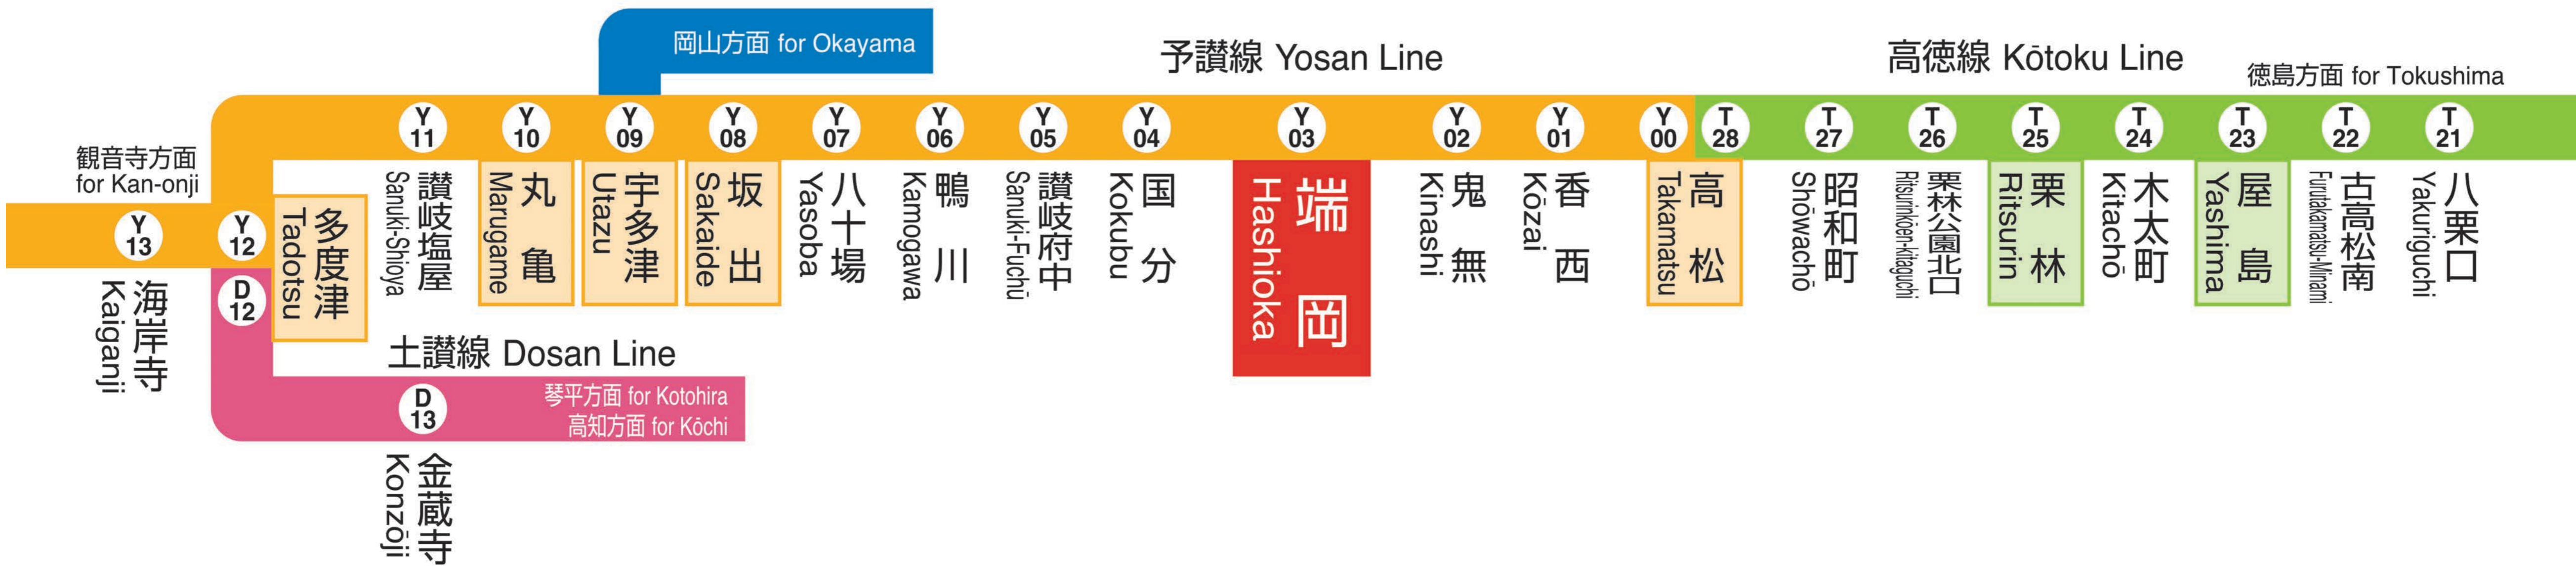 岡山方面 for Okayama
予讃線 Yosan Line
高徳線 Kōtoku Line
徳島方面 for Tokushima
観音寺方面
for Kan-onji
Y
13
海岸寺
Kaiganji
Y
12
D
12
多度津
Tadotsu
Y
11
讃岐塩屋
Sanuki-Shioya
Y
10
丸亀
Marugame
Y
09
宇多津
Utazu
Y
08
坂出
Sakaide
Y
07
八十場
Yasoba
Y
06
鴨川
Kamogawa
Y
05
讃岐府中
Sanuki-Fuchū
Y
04
国分
Kokubu
Y
03
端岡
Hashioka
Y
02
鬼無
Kinashi
Y
01
香西
Kōzai
Y
00
T
28
高松
Takamatsu
T
27
昭和町
Shōwachō
T
26
栗林公園北口
Ritsurinkōen-kitaguchi
T
25
栗林
Ritsurin
T
24
木太町
Kitachō
T
23
屋島
Yashima
T
22
古高松南
Furutakamatsu-Minami
T
21
八栗口
Yakuriguchi
土讃線 Dosan Line
琴平方面 for Kotohira
高知方面 for Kōchi
D
13
金蔵寺
Konzōji